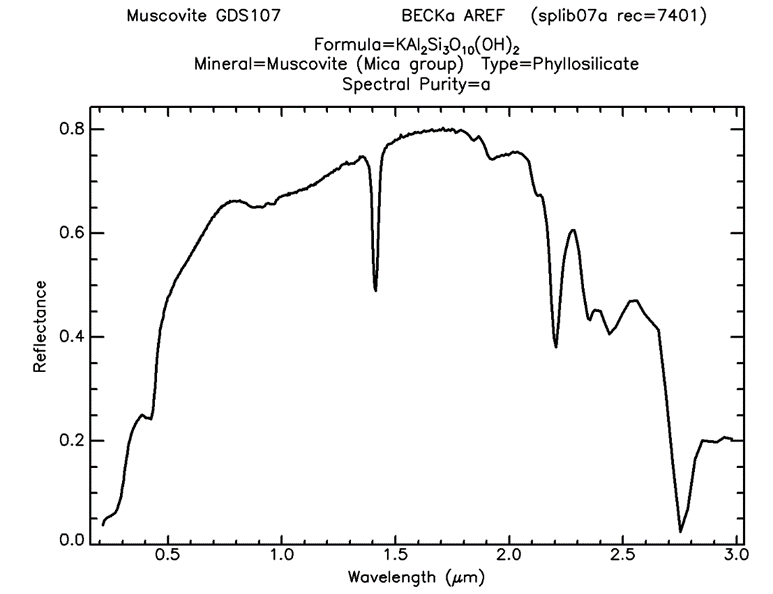 Muscovite GDS107 BECKa AREF (splib07a rec=7401)
Formula=KAl₂Si₃O₁₀(OH)₂
Mineral=Muscovite (Mica group) Type=Phyllosilicate
Spectral Purity=a
0.8
0.6
0.4
0.2
0.0
Reflectance
0.5 1.0 1.5 2.0 2.5 3.0
Wavelength (μm)